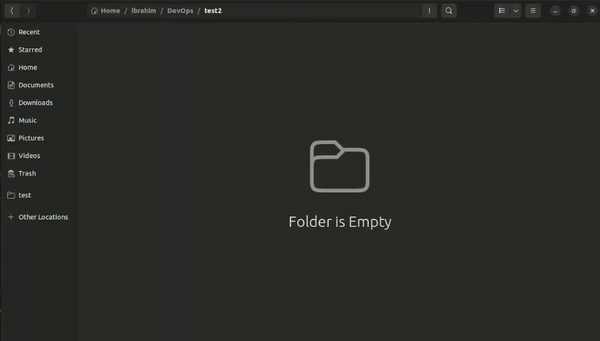 Home / ibrahim / DevOps / test2
Recent
Starred
Home
Documents
Downloads
Music
Pictures
Videos
Trash
test
Other Locations
Folder is Empty